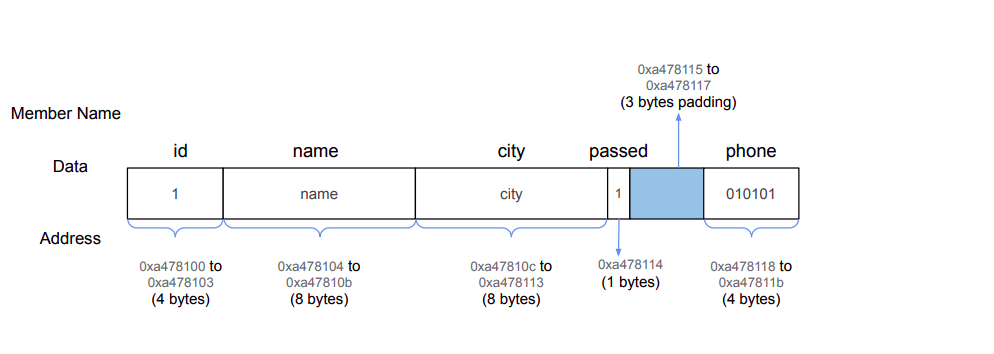 0xa478115 to
0xa478117
(3 bytes padding)
Member Name
id name city passed phone
Data
1 name city 1 010101
Address
0xa478100 to
0xa478103
(4 bytes)
0xa478104 to
0xa47810b
(8 bytes)
0xa47810c to
0xa478113
(8 bytes)
0xa478114
(1 bytes)
0xa478118 to
0xa47811b
(4 bytes)